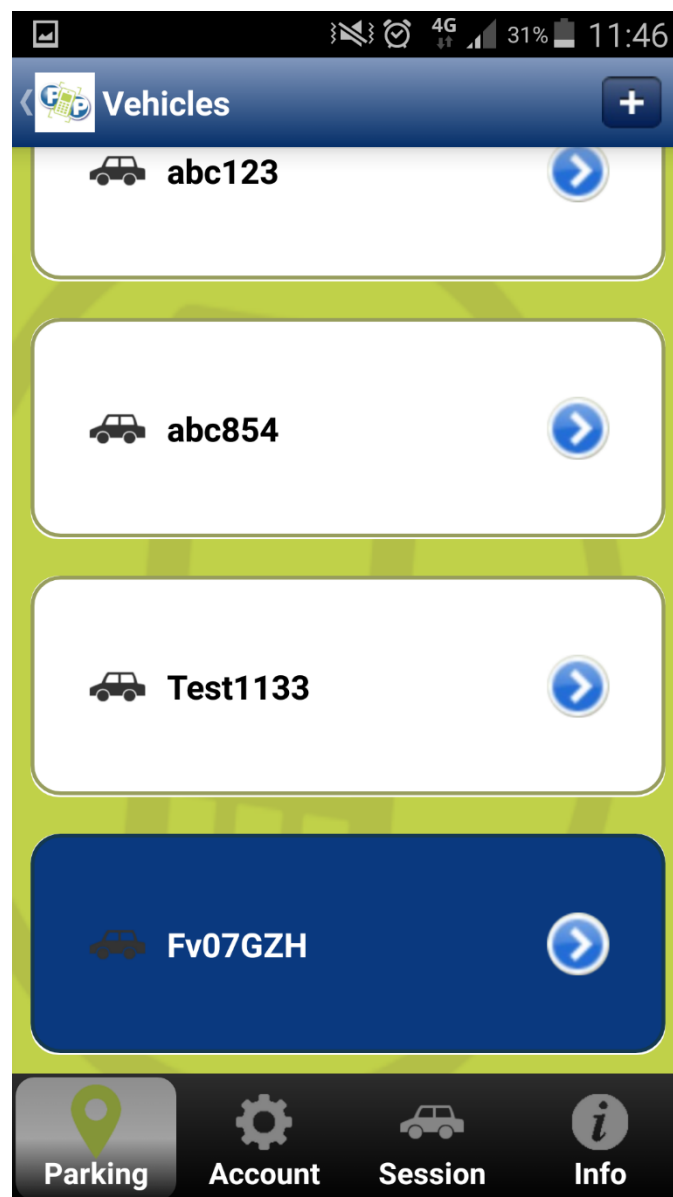 4G 31% 11:46
Vehicles +
abc123
abc854
Test1133
Fv07GZH
Parking Account Session Info